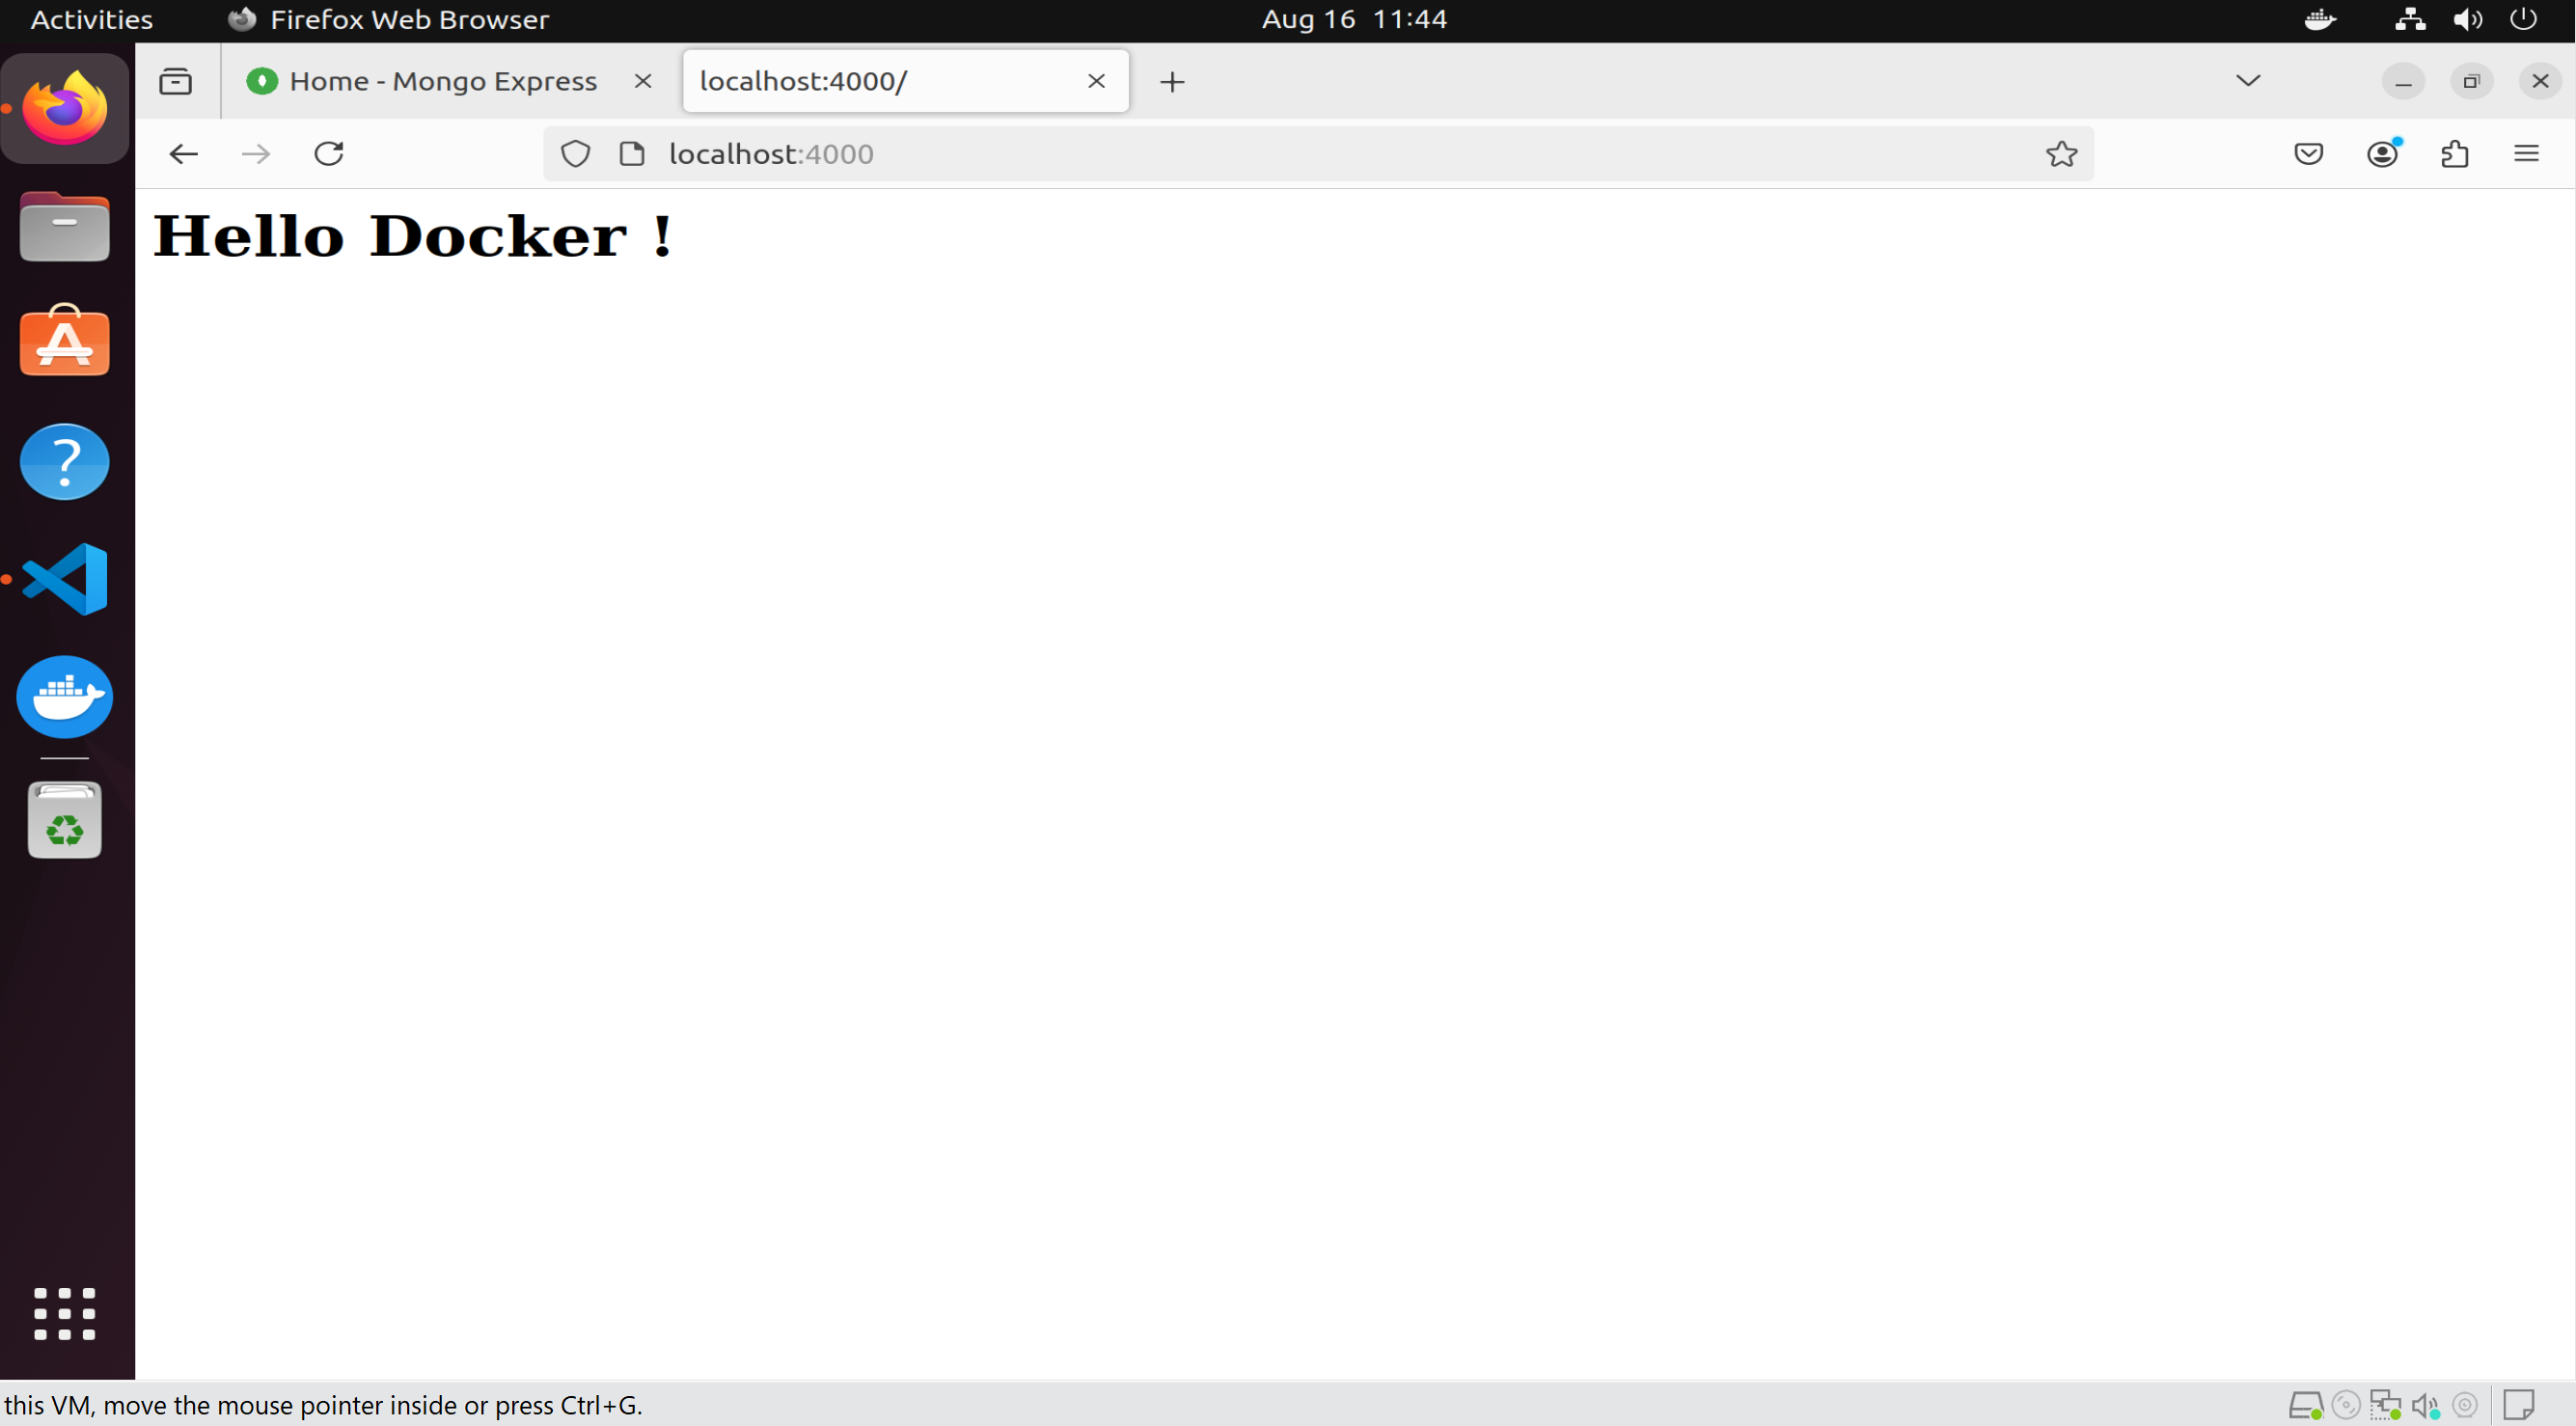 Activities Firefox Web Browser Aug 16 11:44
Home - Mongo Express localhost:4000/
localhost:4000
Hello Docker !
this VM, move the mouse pointer inside or press Ctrl+G.